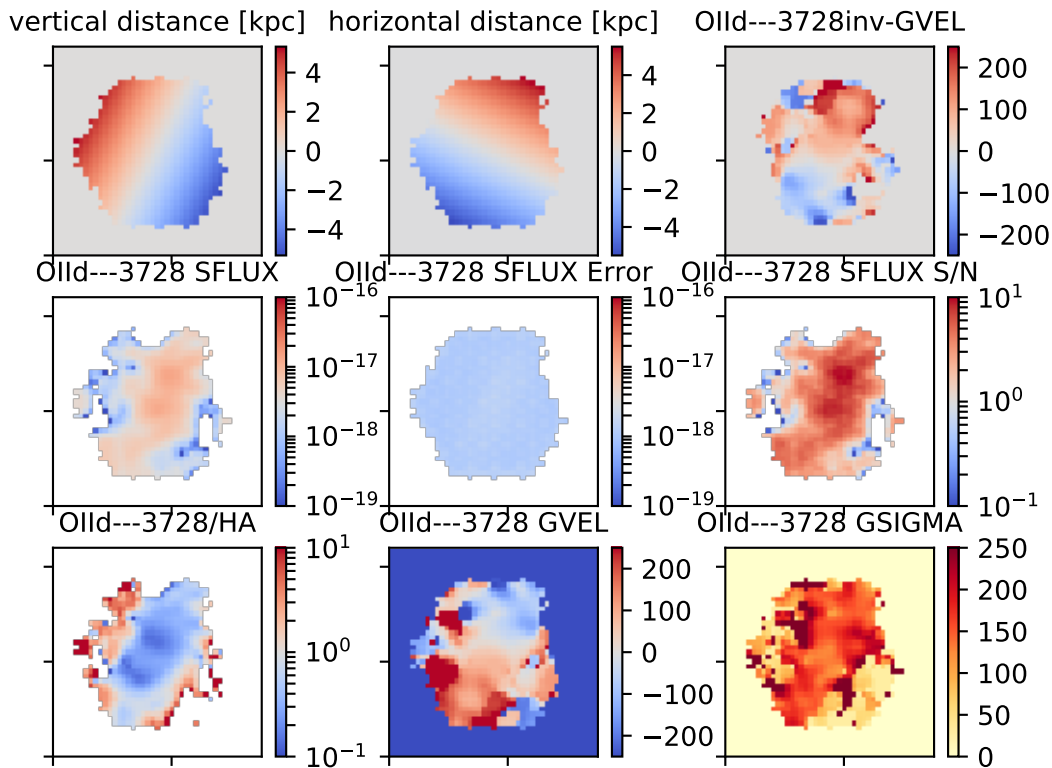 vertical distance [kpc] horizontal distance [kpc] OIId---3728inv-GVEL
4 4 200
2 2 100
0 0 0
−2 −2 −100
−4 −4 −200
OIId---3728 SFLUX OIId---3728 SFLUX Error OIId---3728 SFLUX S/N
10⁻¹⁶ 10⁻¹⁶ 10¹
10⁻¹⁷ 10⁻¹⁷
10⁰
10⁻¹⁸ 10⁻¹⁸
10⁻¹⁹ 10⁻¹⁹ 10⁻¹
OIId---3728/HA OIId---3728 GVEL OIId---3728 GSIGMA
10¹ 200 250
100 200
10⁰ 0 150
−100 100
−200 50
10⁻¹ 0